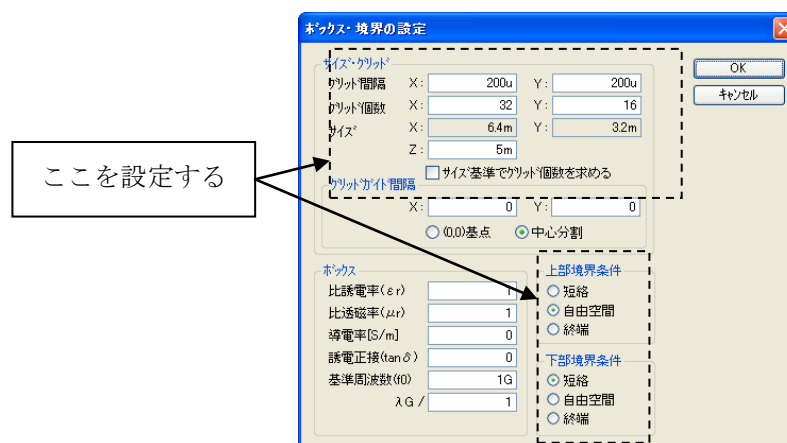 ボックス・境界の設定
サイズ・グリッド
グリッド間隔 X: 200u Y: 200u
グリッド個数 X: 32 Y: 16
サイズ X: 6.4m Y: 3.2m
Z: 5m
サイズ基準でグリッド個数を求める
グリッドガイド間隔
X: 0 Y: 0
(0,0)基点 中心分割
OK
キャンセル
ここを設定する
ボックス
比誘電率(εr) 1
比透磁率(μr) 1
導電率[S/m] 0
誘電正接(tanδ) 0
基準周波数(f0) 1G
λG / 1
上部境界条件
短絡
自由空間
終端
下部境界条件
短絡
自由空間
終端